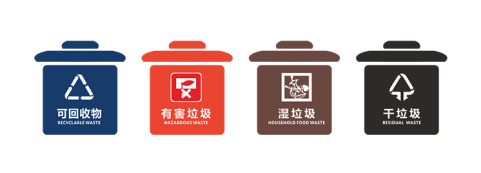 可回收物
RECYCLABLE WASTE
有害垃圾
HAZARDOUS WASTE
湿垃圾
HOUSEHOLD FOOD WASTE
干垃圾
RESIDUAL WASTE